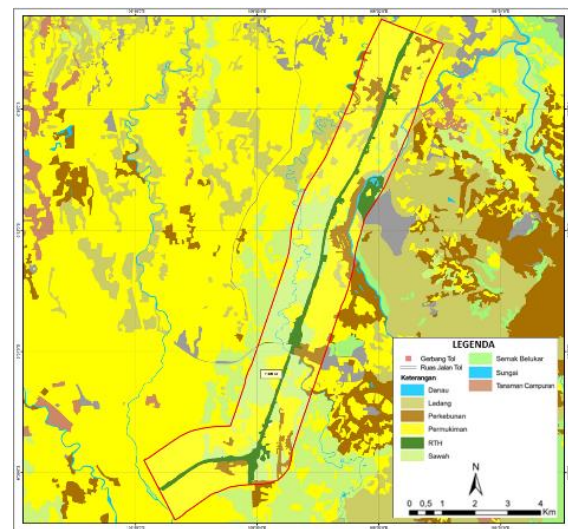 LEGENDA
Gerbang Tol
Ruas Jalan Tol
Keterangan
Danau
Ladang
Perkebunan
Permukiman
RTH
Sawah
Semak Belukar
Sungai
Tanaman Campuran
N
0 0,5 1 2 3 4
Km